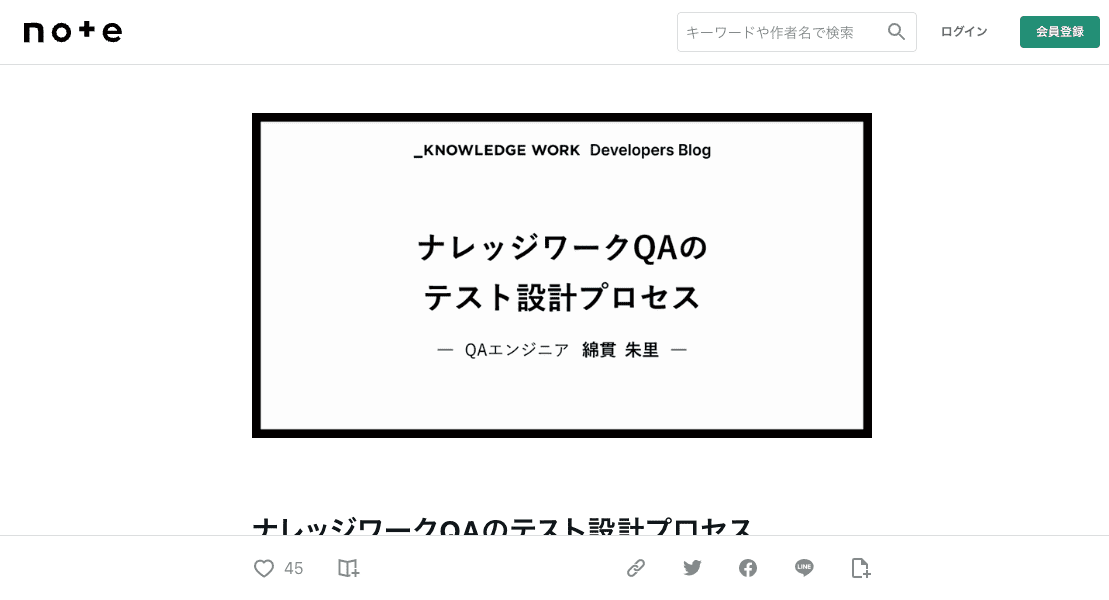 note
キーワードや作者名で検索
ログイン
会員登録
_KNOWLEDGE WORK Developers Blog
ナレッジワークQAの
テスト設計プロセス
— QAエンジニア 綿貫 朱里 —
ナレッジワークQAのテスト設計プロセス
45
LINE